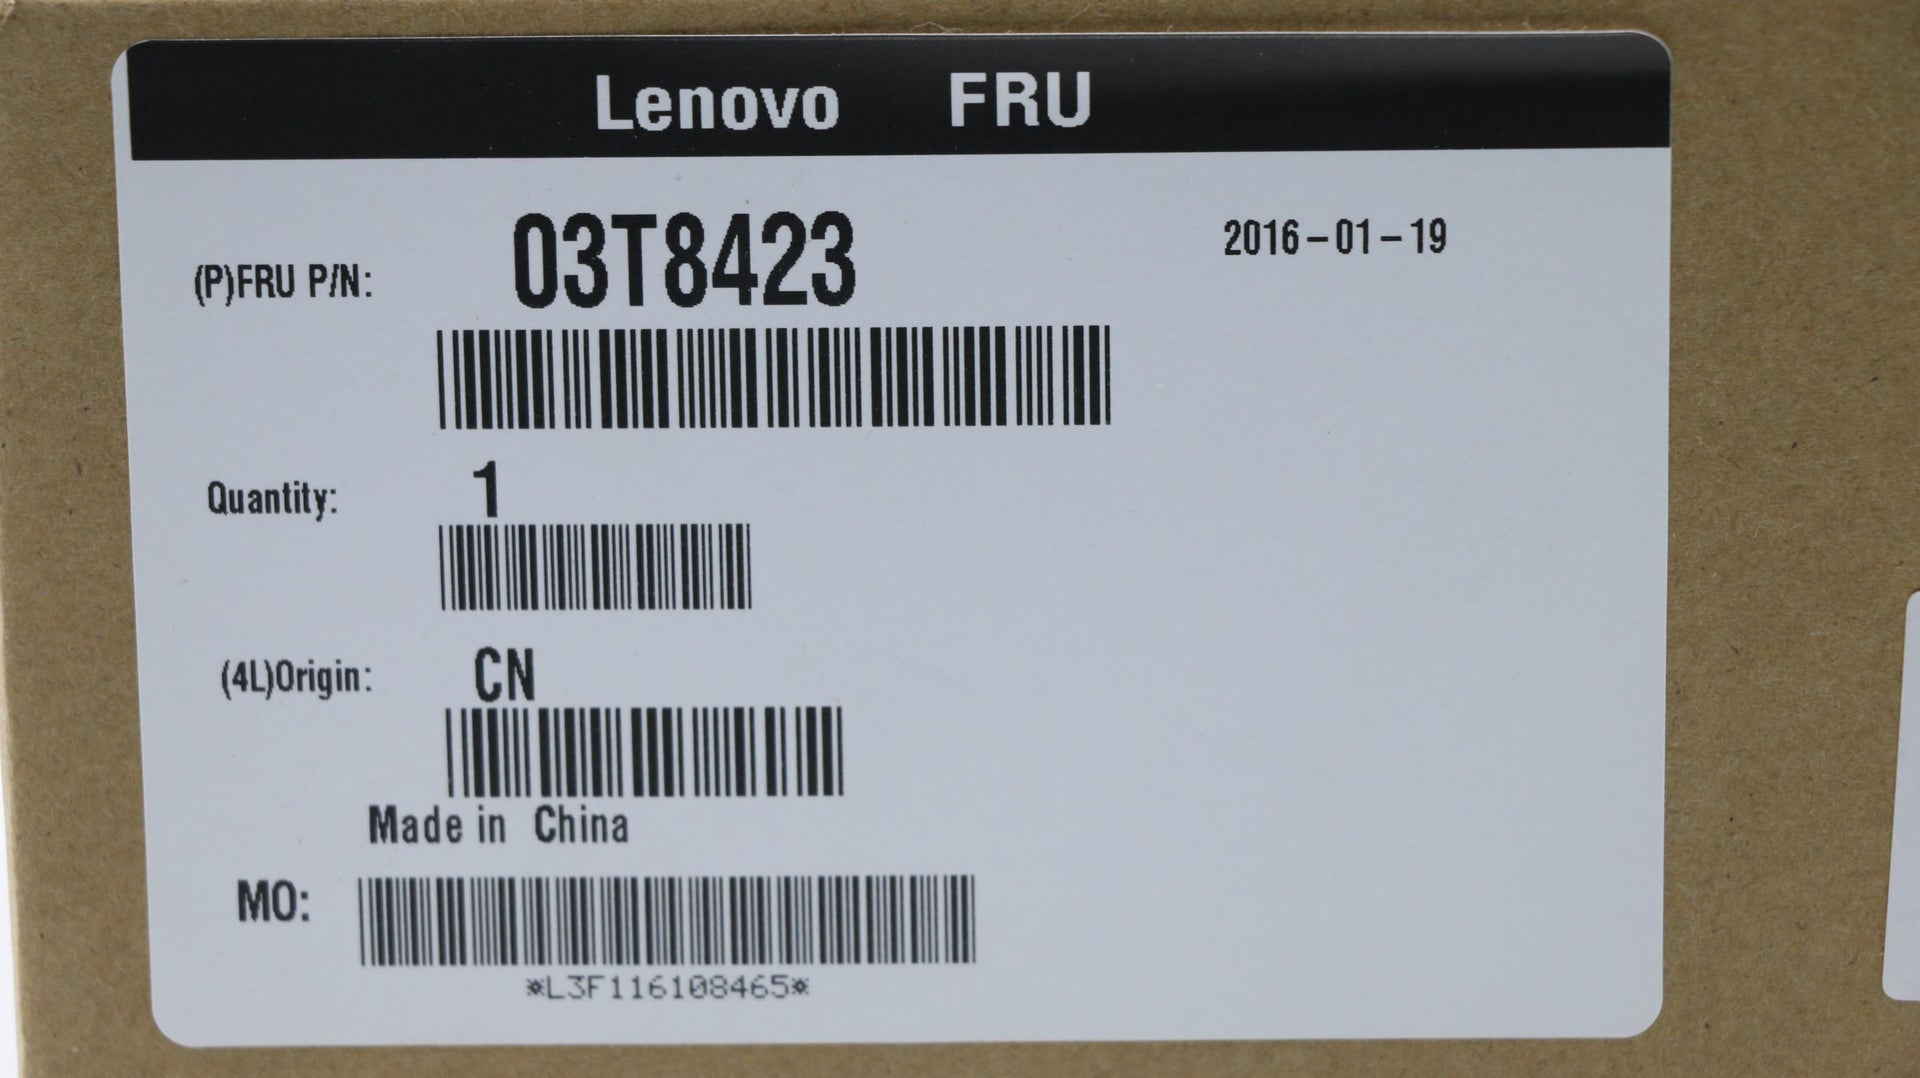 Lenovo FRU
(P)FRU P/N: 03T8423 2016-01-19
Quantity: 1
(4L)Origin: CN
Made in China
MO:
*L3F116108465*